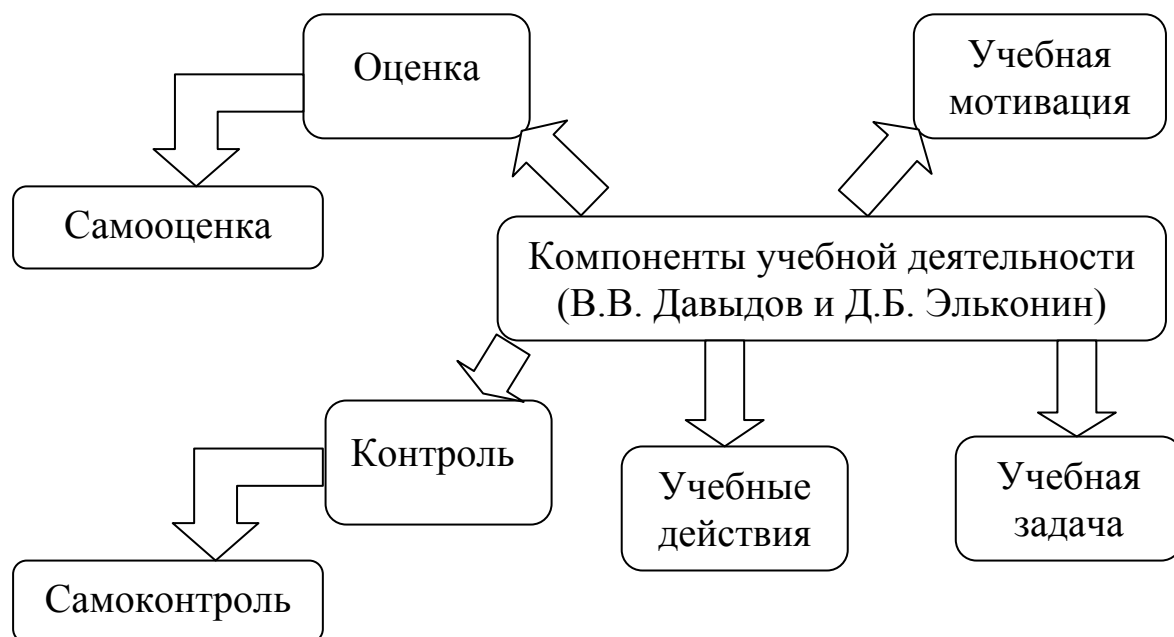 Оценка
Учебная
мотивация
Самооценка
Компоненты учебной деятельности
(В.В. Давыдов и Д.Б. Эльконин)
Контроль
Учебные
действия
Учебная
задача
Самоконтроль